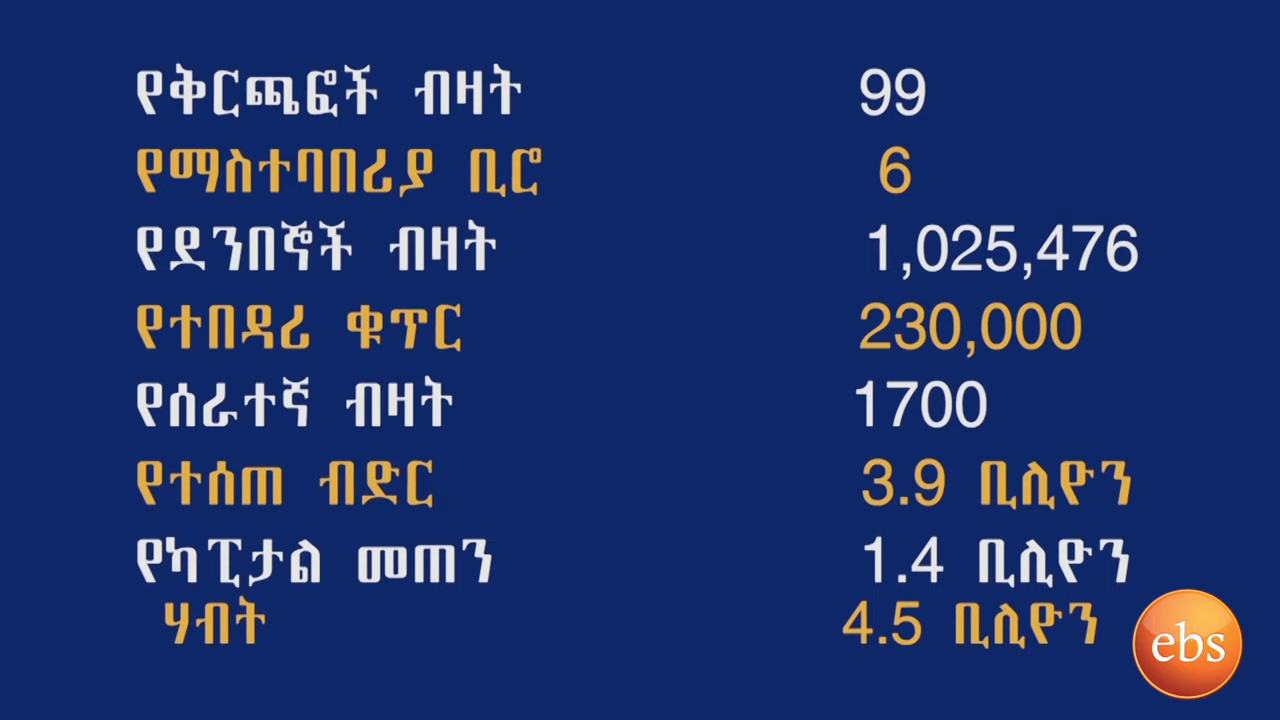 የቅርጫፎች ብዛት 99
የማስተባበሪያ ቢሮ 6
የደንበኞች ብዛት 1,025,476
የተበዳሪ ቁጥር 230,000
የሰራተኛ ብዛት 1700
የተሰጠ ብድር 3.9 ቢሊዮን
የካፒታል መጠን 1.4 ቢሊዮን
ሃብት 4.5 ቢሊዮን
ebs